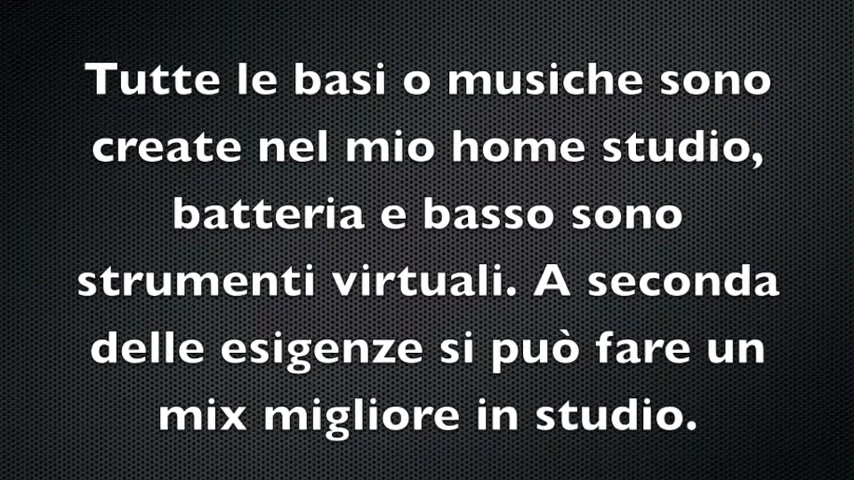 Tutte le basi o musiche sono
create nel mio home studio,
batteria e basso sono
strumenti virtuali. A seconda
delle esigenze si può fare un
mix migliore in studio.